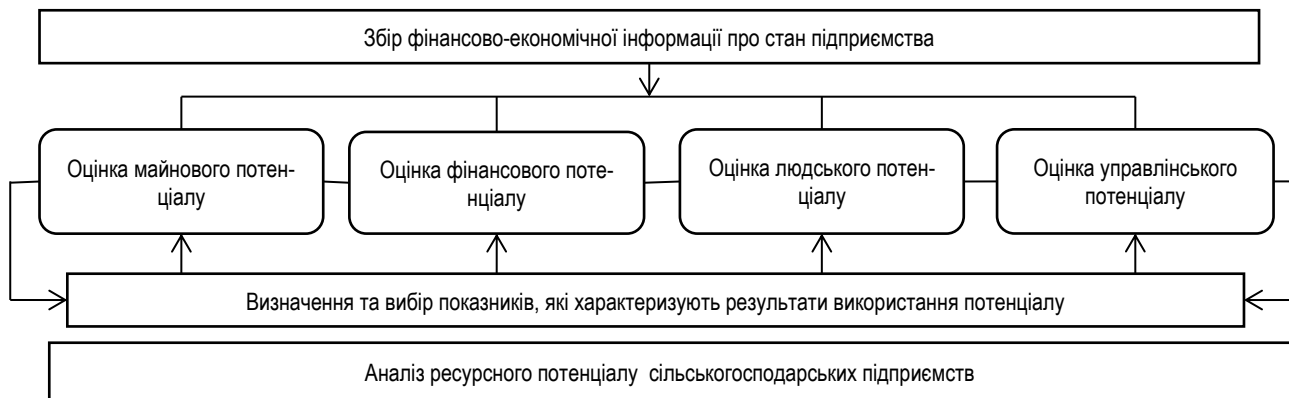 Збір фінансово-економічної інформації про стан підприємства
Оцінка майнового потен-
ціалу
Оцінка фінансового поте-
нціалу
Оцінка людського потен-
ціалу
Оцінка управлінського
потенціалу
Визначення та вибір показників, які характеризують результати використання потенціалу
Аналіз ресурсного потенціалу сільськогосподарських підприємств